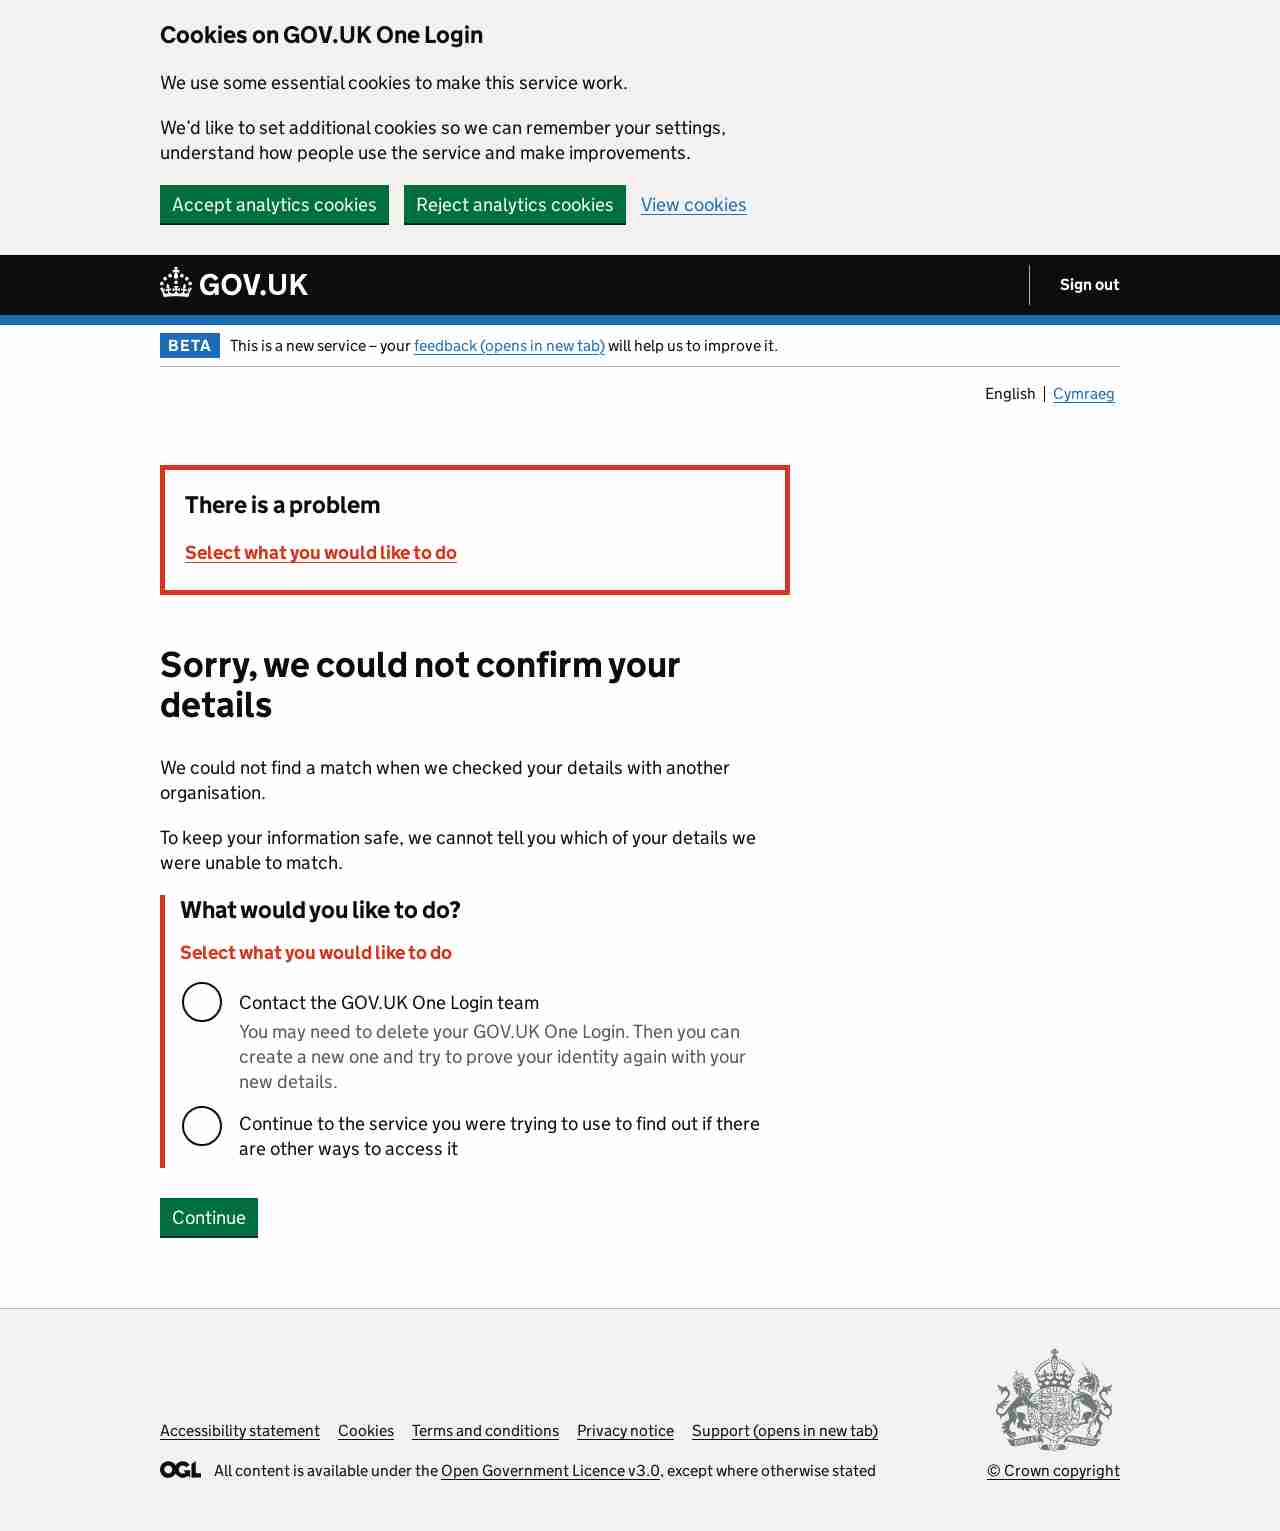 Cookies on GOV.UK One Login
We use some essential cookies to make this service work.
We’d like to set additional cookies so we can remember your settings,
understand how people use the service and make improvements.
Accept analytics cookies Reject analytics cookies View cookies
GOV.UK Sign out
BETA This is a new service – your feedback (opens in new tab) will help us to improve it.
English Cymraeg
There is a problem
Select what you would like to do
Sorry, we could not confirm your
details
We could not find a match when we checked your details with another
organisation.
To keep your information safe, we cannot tell you which of your details we
were unable to match.
What would you like to do?
Select what you would like to do
Contact the GOV.UK One Login team
You may need to delete your GOV.UK One Login. Then you can
create a new one and try to prove your identity again with your
new details.
Continue to the service you were trying to use to find out if there
are other ways to access it
Continue
Accessibility statement Cookies Terms and conditions Privacy notice Support (opens in new tab)
OGL All content is available under the Open Government Licence v3.0, except where otherwise stated
© Crown copyright